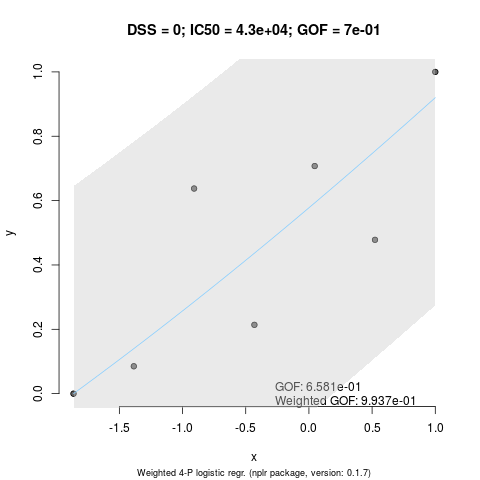 DSS = 0; IC50 = 4.3e+04; GOF = 7e-01
y
1.0
0.8
0.6
0.4
0.2
0.0
GOF: 6.581e-01
Weighted GOF: 9.937e-01
-1.5 -1.0 -0.5 0.0 0.5 1.0
x
Weighted 4-P logistic regr. (nplr package, version: 0.1.7)